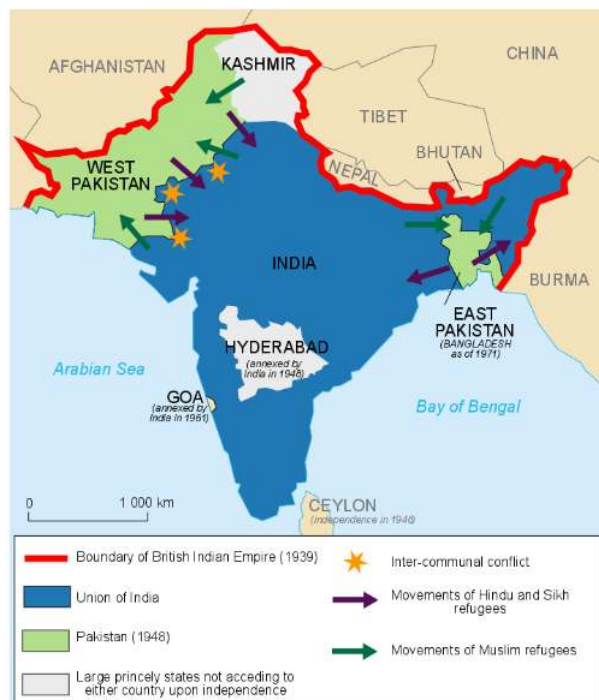 AFGHANISTAN
KASHMIR
CHINA
TIBET
WEST
PAKISTAN
NEPAL
BHUTAN
INDIA
BURMA
EAST
PAKISTAN
(BANGLADESH
as of 1971)
HYDERABAD
(annexed by
India in 1948)
Arabian Sea
GOA
(annexed by
India in 1961)
Bay of Bengal
0 1 000 km
CEYLON
(independence in 1948)
Boundary of British Indian Empire (1939)
Inter-communal conflict
Union of India
Movements of Hindu and Sikh
refugees
Pakistan (1948)
Movements of Muslim refugees
Large princely states not acceding to
either country upon independence